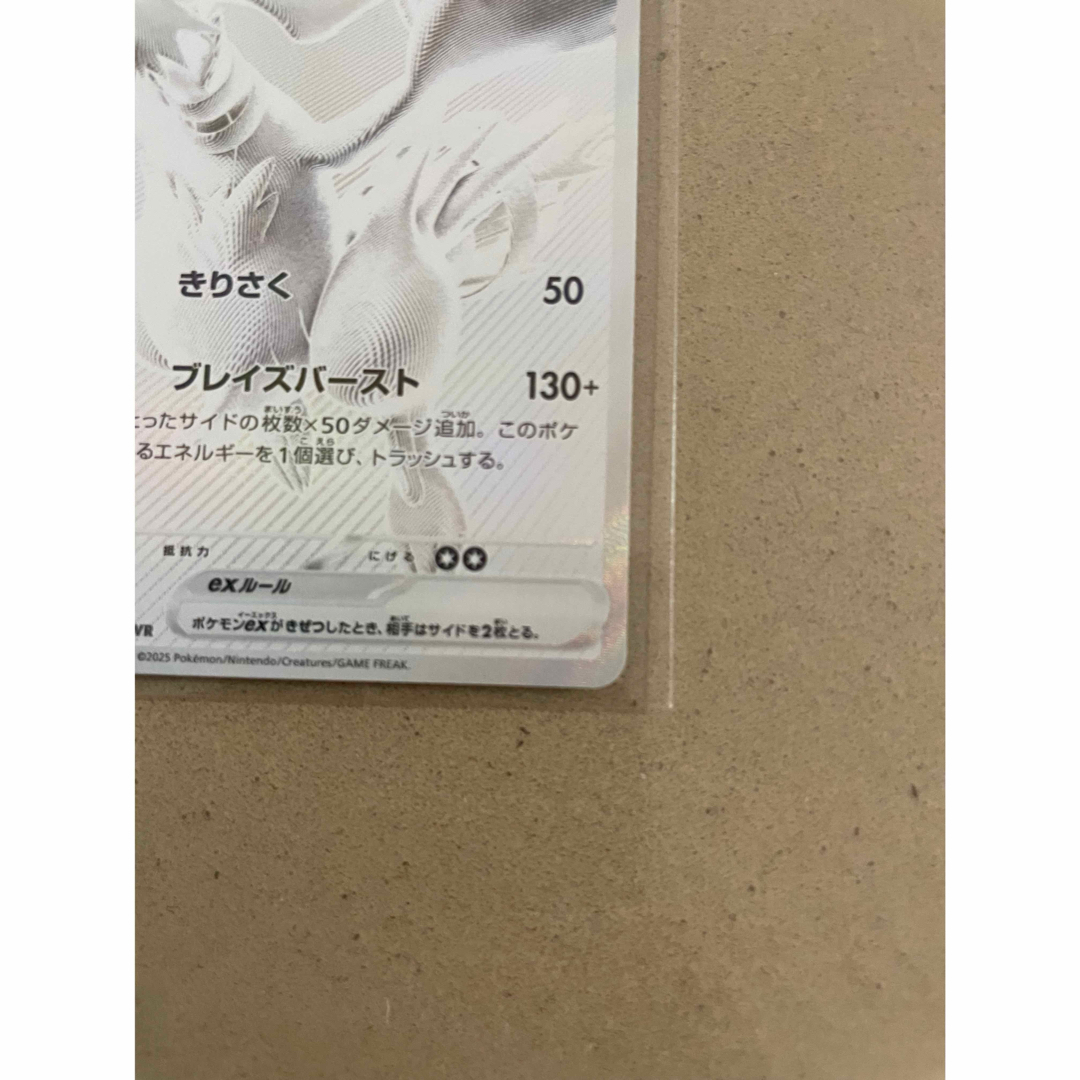 きりさく 50
ブレイズバースト 130+
ったサイドの枚数×50ダメージ追加。このポケ
るエネルギーを1個選び、トラッシュする。
抵抗力 にげる
exルール
ポケモンexがきぜつしたとき、相手はサイドを2枚とる。
©2025 Pokémon/Nintendo/Creatures/GAME FREAK.